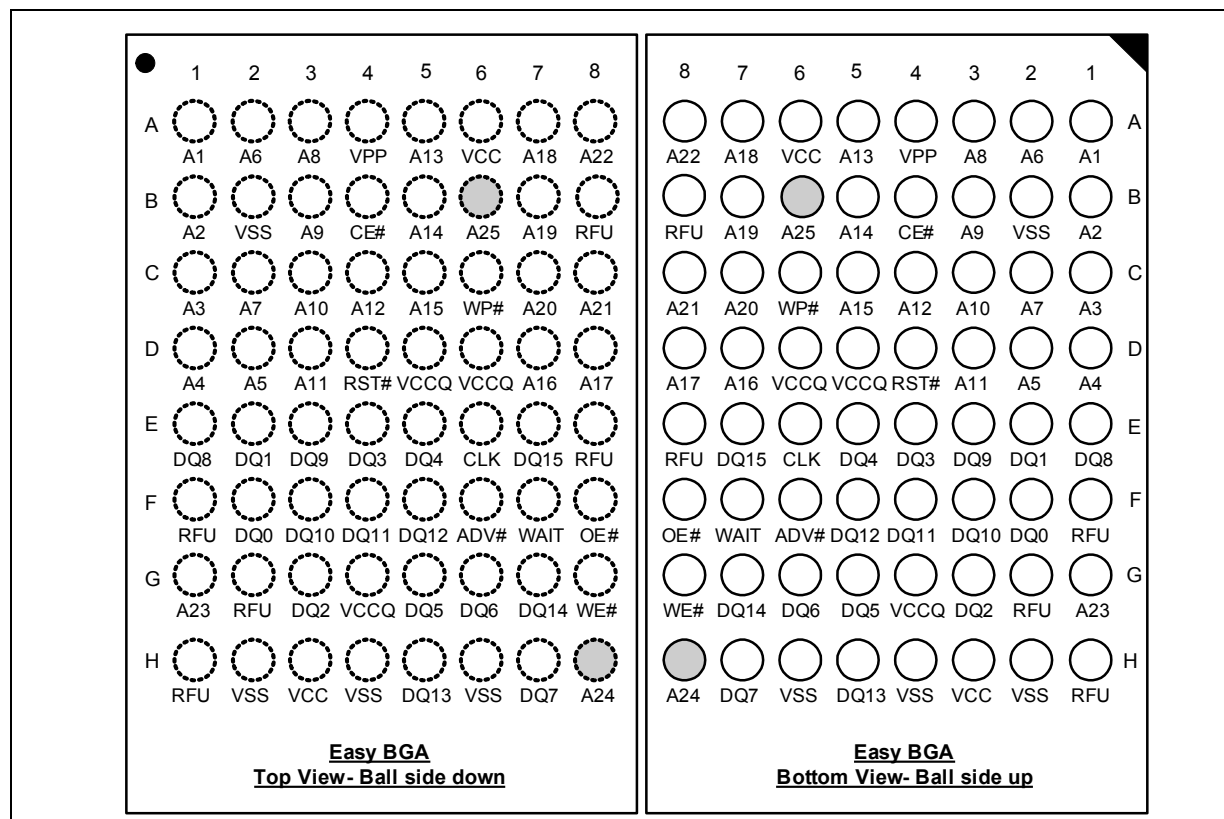 1 2 3 4 5 6 7 8 8 7 6 5 4 3 2 1
A A
A1 A6 A8 VPP A13 VCC A18 A22 A22 A18 VCC A13 VPP A8 A6 A1
B B
A2 VSS A9 CE# A14 A25 A19 RFU RFU A19 A25 A14 CE# A9 VSS A2
C C
A3 A7 A10 A12 A15 WP# A20 A21 A21 A20 WP# A15 A12 A10 A7 A3
D D
A4 A5 A11 RST# VCCQ VCCQ A16 A17 A17 A16 VCCQ VCCQ RST# A11 A5 A4
E E
DQ8 DQ1 DQ9 DQ3 DQ4 CLK DQ15 RFU RFU DQ15 CLK DQ4 DQ3 DQ9 DQ1 DQ8
F F
RFU DQ0 DQ10 DQ11 DQ12 ADV# WAIT OE# OE# WAIT ADV# DQ12 DQ11 DQ10 DQ0 RFU
G G
A23 RFU DQ2 VCCQ DQ5 DQ6 DQ14 WE# WE# DQ14 DQ6 DQ5 VCCQ DQ2 RFU A23
H H
RFU VSS VCC VSS DQ13 VSS DQ7 A24 A24 DQ7 VSS DQ13 VSS VCC VSS RFU
Easy BGA Easy BGA
Top View- Ball side down Bottom View- Ball side up